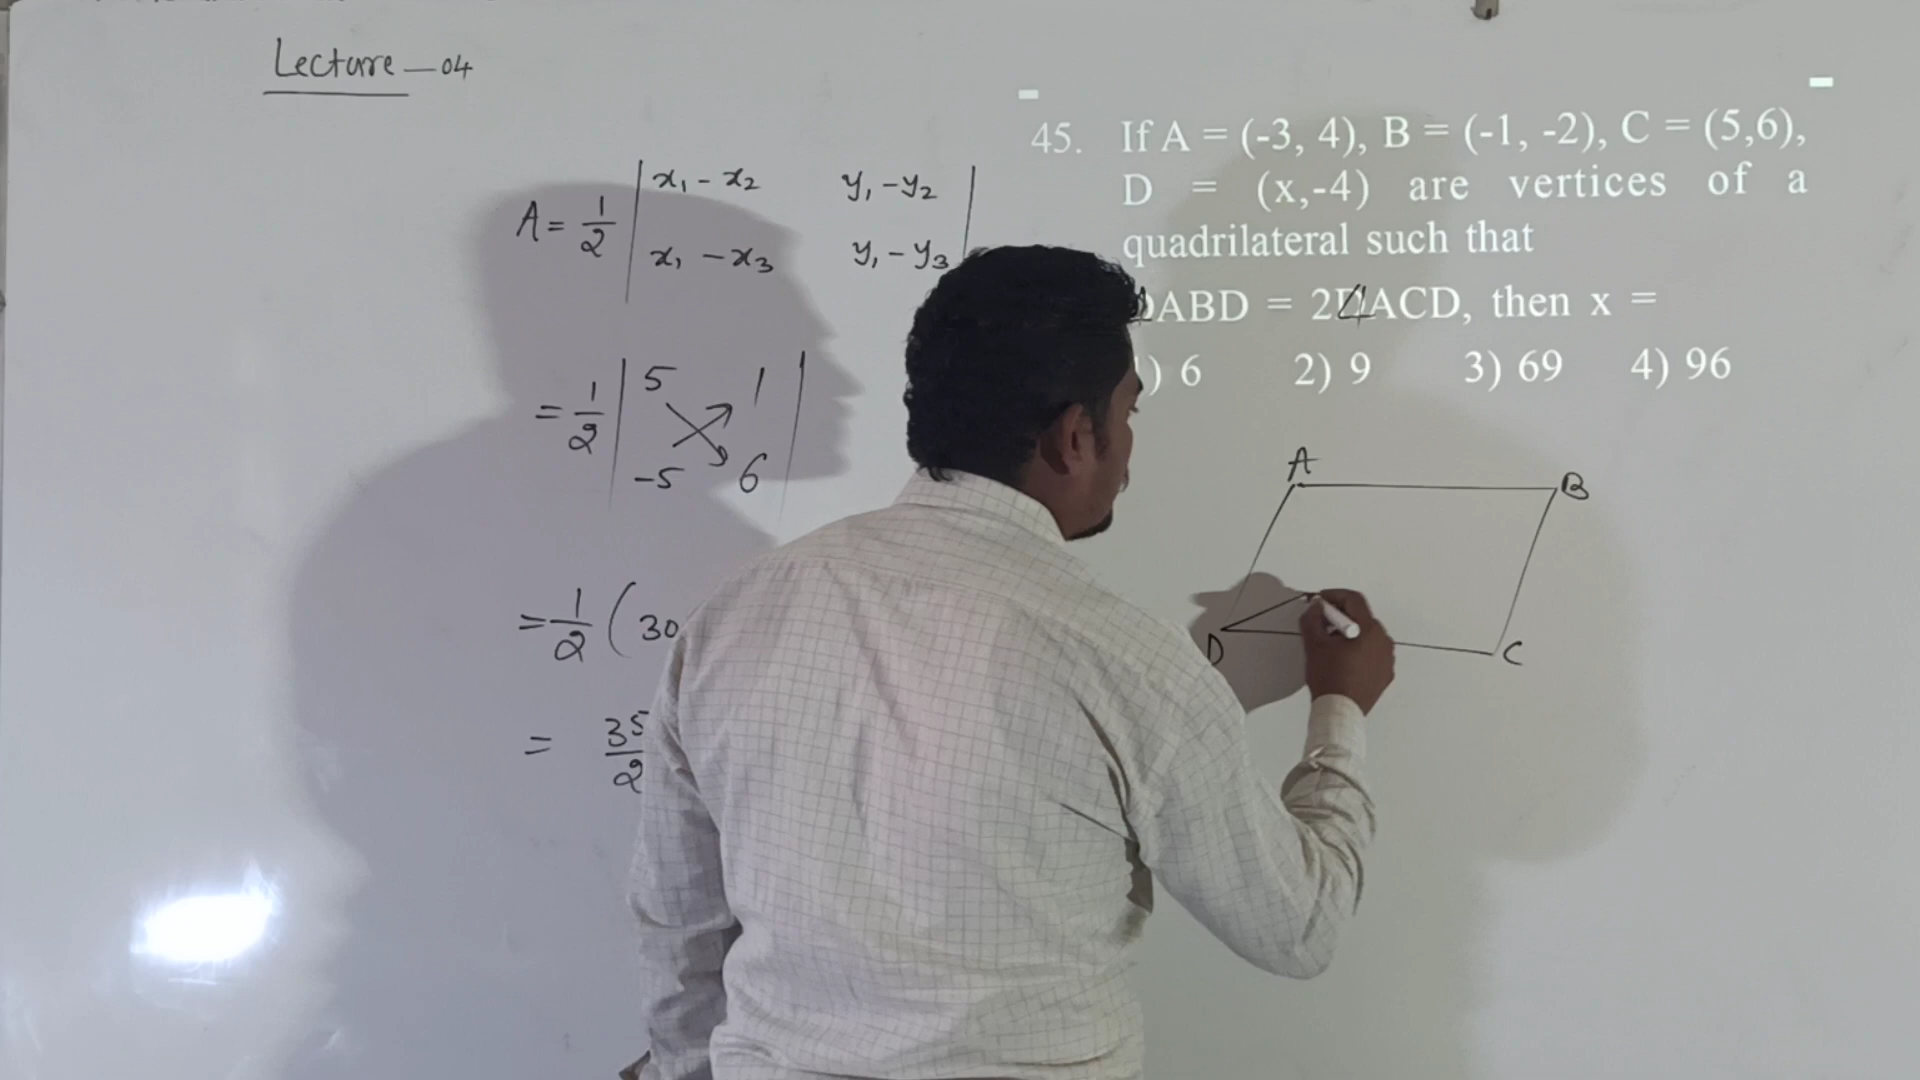 Lecture — 04
A = 1/2 | x₁ - x₂ y₁ - y₂ |
| x₁ - x₃ y₁ - y₃
= 1/2 | 5 1 |
-5 6
= 1/2 ( 30
= 35/2
45. If A = (-3, 4), B = (-1, -2), C = (5,6),
D = (x,-4) are vertices of a
quadrilateral such that
ABD = 2∆ACD, then x =
) 6 2) 9 3) 69 4) 96
A B
D C